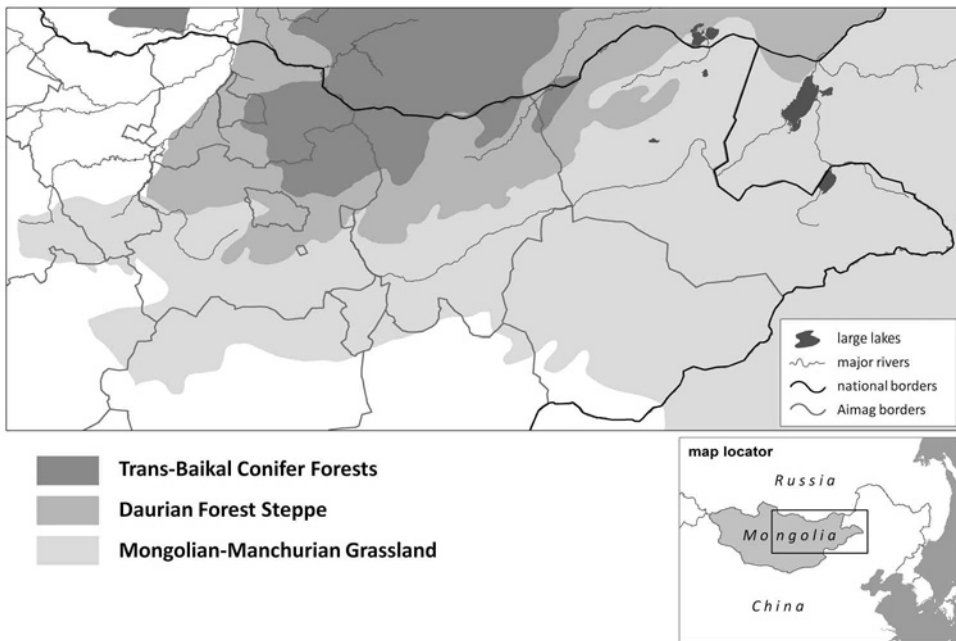 large lakes
major rivers
national borders
Aimag borders
Trans-Baikal Conifer Forests
Daurian Forest Steppe
Mongolian-Manchurian Grassland
map locator
Russia
Mongolia
China